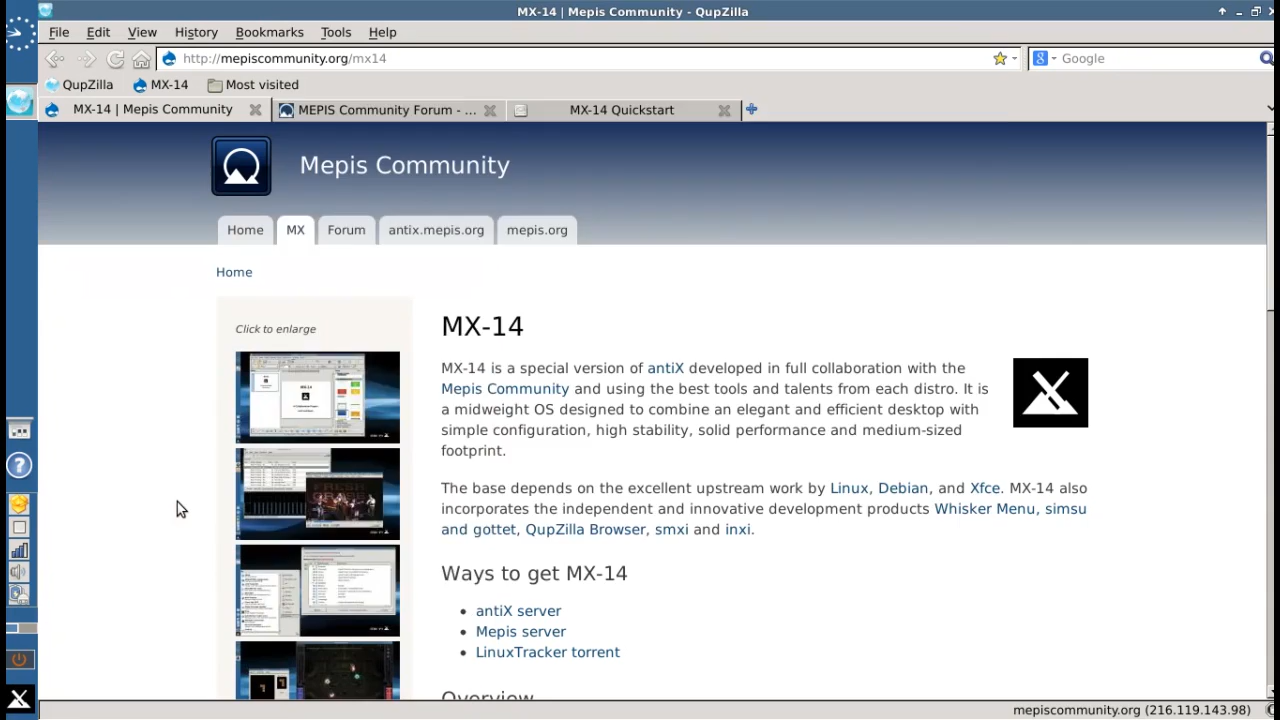 MX-14 | Mepis Community - QupZilla
File Edit View History Bookmarks Tools Help
http://mepiscommunity.org/mx14
Google
QupZilla MX-14 Most visited
MX-14 | Mepis Community
MEPIS Community Forum - ...
MX-14 Quickstart
Mepis Community
Home MX Forum antix.mepis.org mepis.org
Home
Click to enlarge
MX-14
MX-14 is a special version of antiX developed in full collaboration with the
Mepis Community and using the best tools and talents from each distro. It is
a midweight OS designed to combine an elegant and efficient desktop with
simple configuration, high stability, solid performance and medium-sized
footprint.
The base depends on the excellent upstream work by Linux, Debian, and Xfce. MX-14 also
incorporates the independent and innovative development products Whisker Menu, simsu
and gottet, QupZilla Browser, smxi and inxi.
Ways to get MX-14
antiX server
Mepis server
LinuxTracker torrent
Overview
mepiscommunity.org (216.119.143.98)